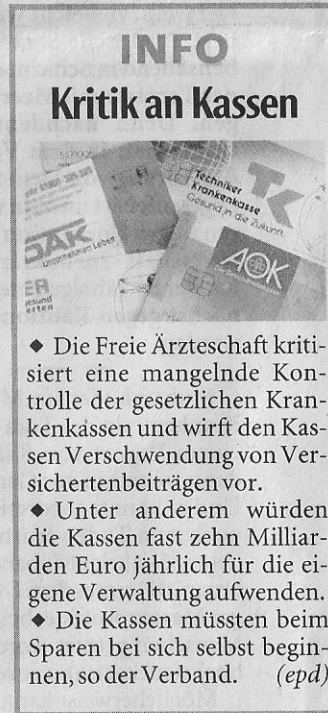 INFO
Kritik an Kassen
Techniker
Krankenkasse
Gesund in die Zukunft
TK
DAK
Unternehmen Leben
AOK
◆ Die Freie Ärzteschaft kriti-
siert eine mangelnde Kon-
trolle der gesetzlichen Kran-
kenkassen und wirft den Kas-
sen Verschwendung von Ver-
sichertenbeiträgen vor.
◆ Unter anderem würden
die Kassen fast zehn Milliar-
den Euro jährlich für die ei-
gene Verwaltung aufwenden.
◆ Die Kassen müssten beim
Sparen bei sich selbst begin-
nen, so der Verband. (epd)